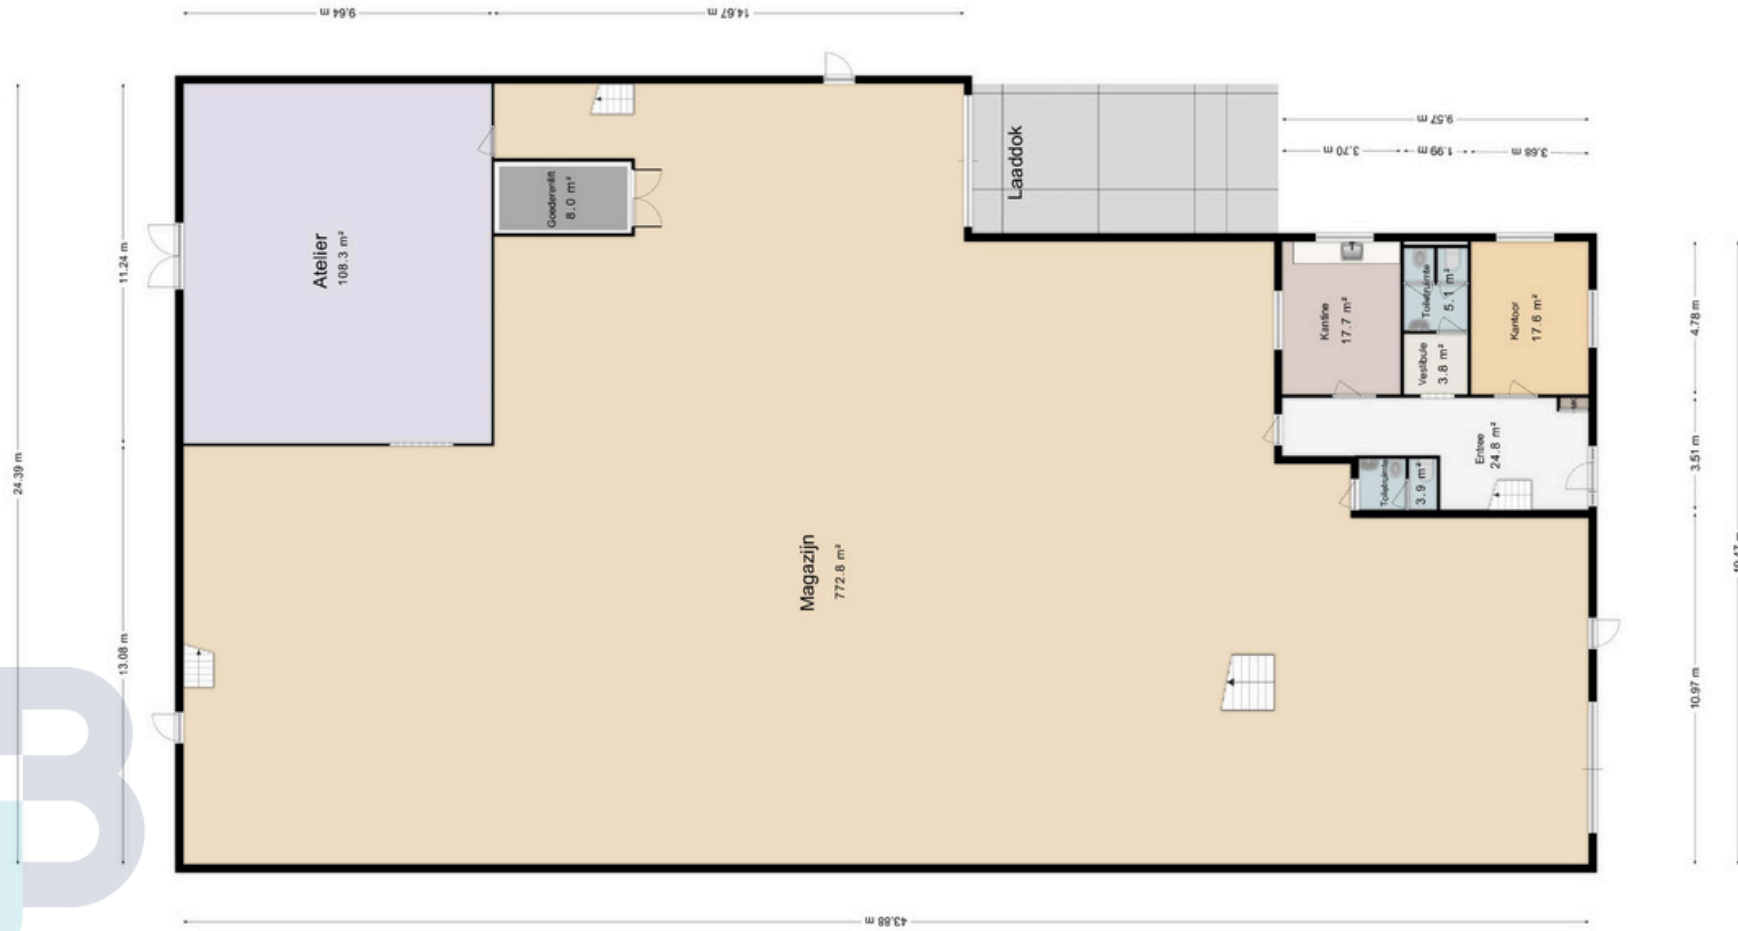 9.64 m
14.67 m
Laaddok
9.57 m
3.70 m
1.99 m
3.68 m
24.39 m
11.24 m
13.08 m
Atelier
108.3 m²
Goederenlift
8.0 m²
Kantine
17.7 m²
Toiletruimte
5.1 m²
Vestibule
3.8 m²
Kantoor
17.6 m²
MK
Entree
24.8 m²
Toiletruimte
3.9 m²
Magazijn
772.8 m²
4.78 m
3.51 m
10.97 m
43.88 m